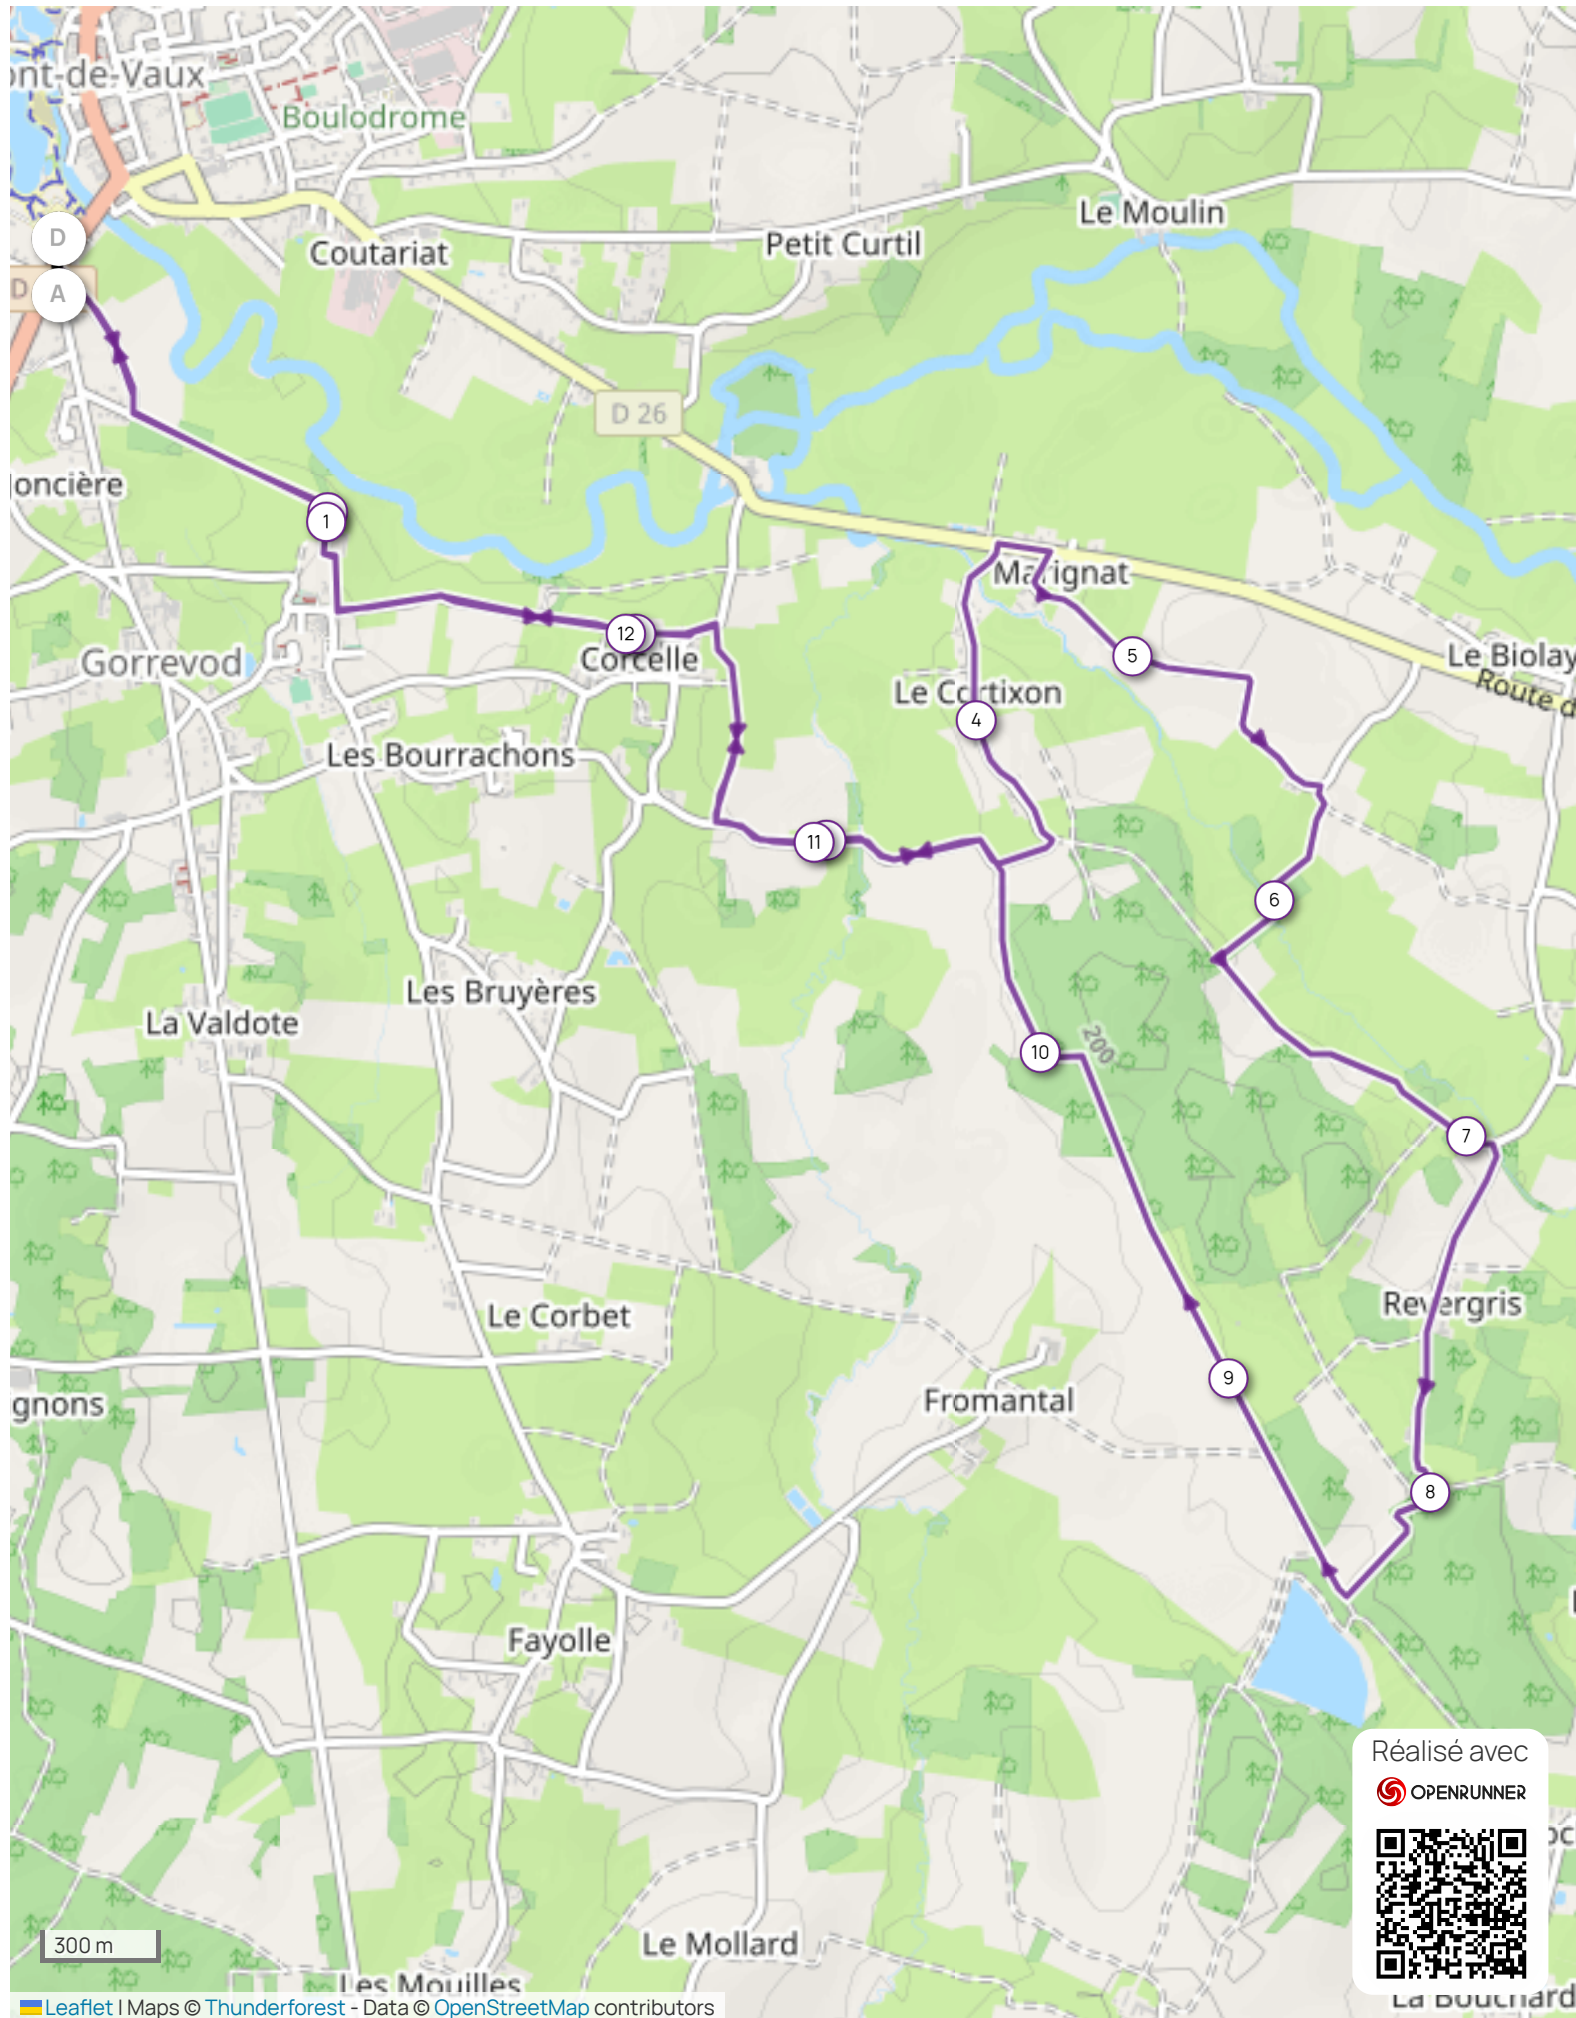 ont-de-Vaux
Boulodrome
Le Moulin
D
Coutariat
Petit Curtil
D
A
D 26
oncière
1
Marignat
12
Corcelle
5
Le Biolay
Gorrevod
Route d
Le Cortixon
4
Les Bourrachons
11
6
Les Bruyères
La Valdote
200
10
7
Revergris
Le Corbet
9
Fromantal
gnons
8
Fayolle
Réalisé avec
OPENRUNNER
300 m
Le Mollard
Les Mouilles
La Bouchard
Leaflet | Maps © Thunderforest - Data © OpenStreetMap contributors